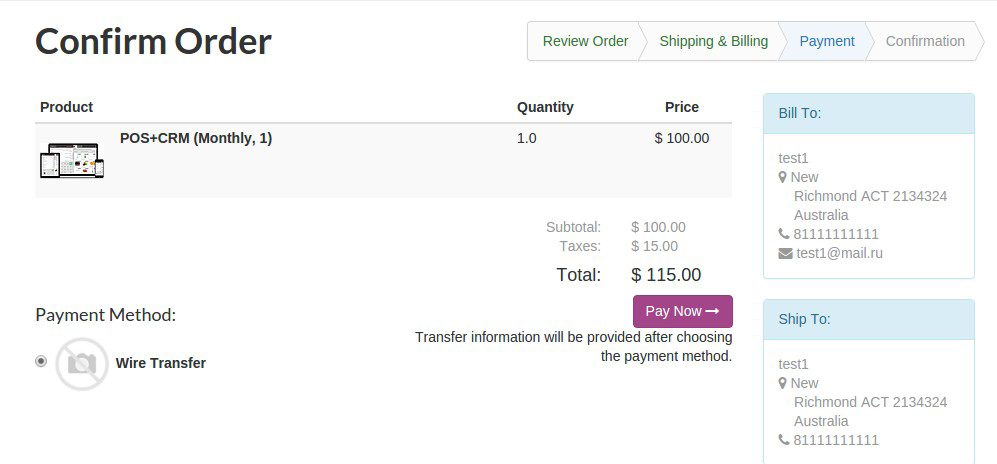 Confirm Order
Review Order
Shipping & Billing
Payment
Confirmation
Product Quantity Price
POS+CRM (Monthly, 1) 1.0 $ 100.00
Subtotal: $ 100.00
Taxes: $ 15.00
Total: $ 115.00
Payment Method:
Pay Now
Transfer information will be provided after choosing
the payment method.
Wire Transfer
Bill To:
test1
New
Richmond ACT 2134324
Australia
81111111111
test1@mail.ru
Ship To:
test1
New
Richmond ACT 2134324
Australia
81111111111